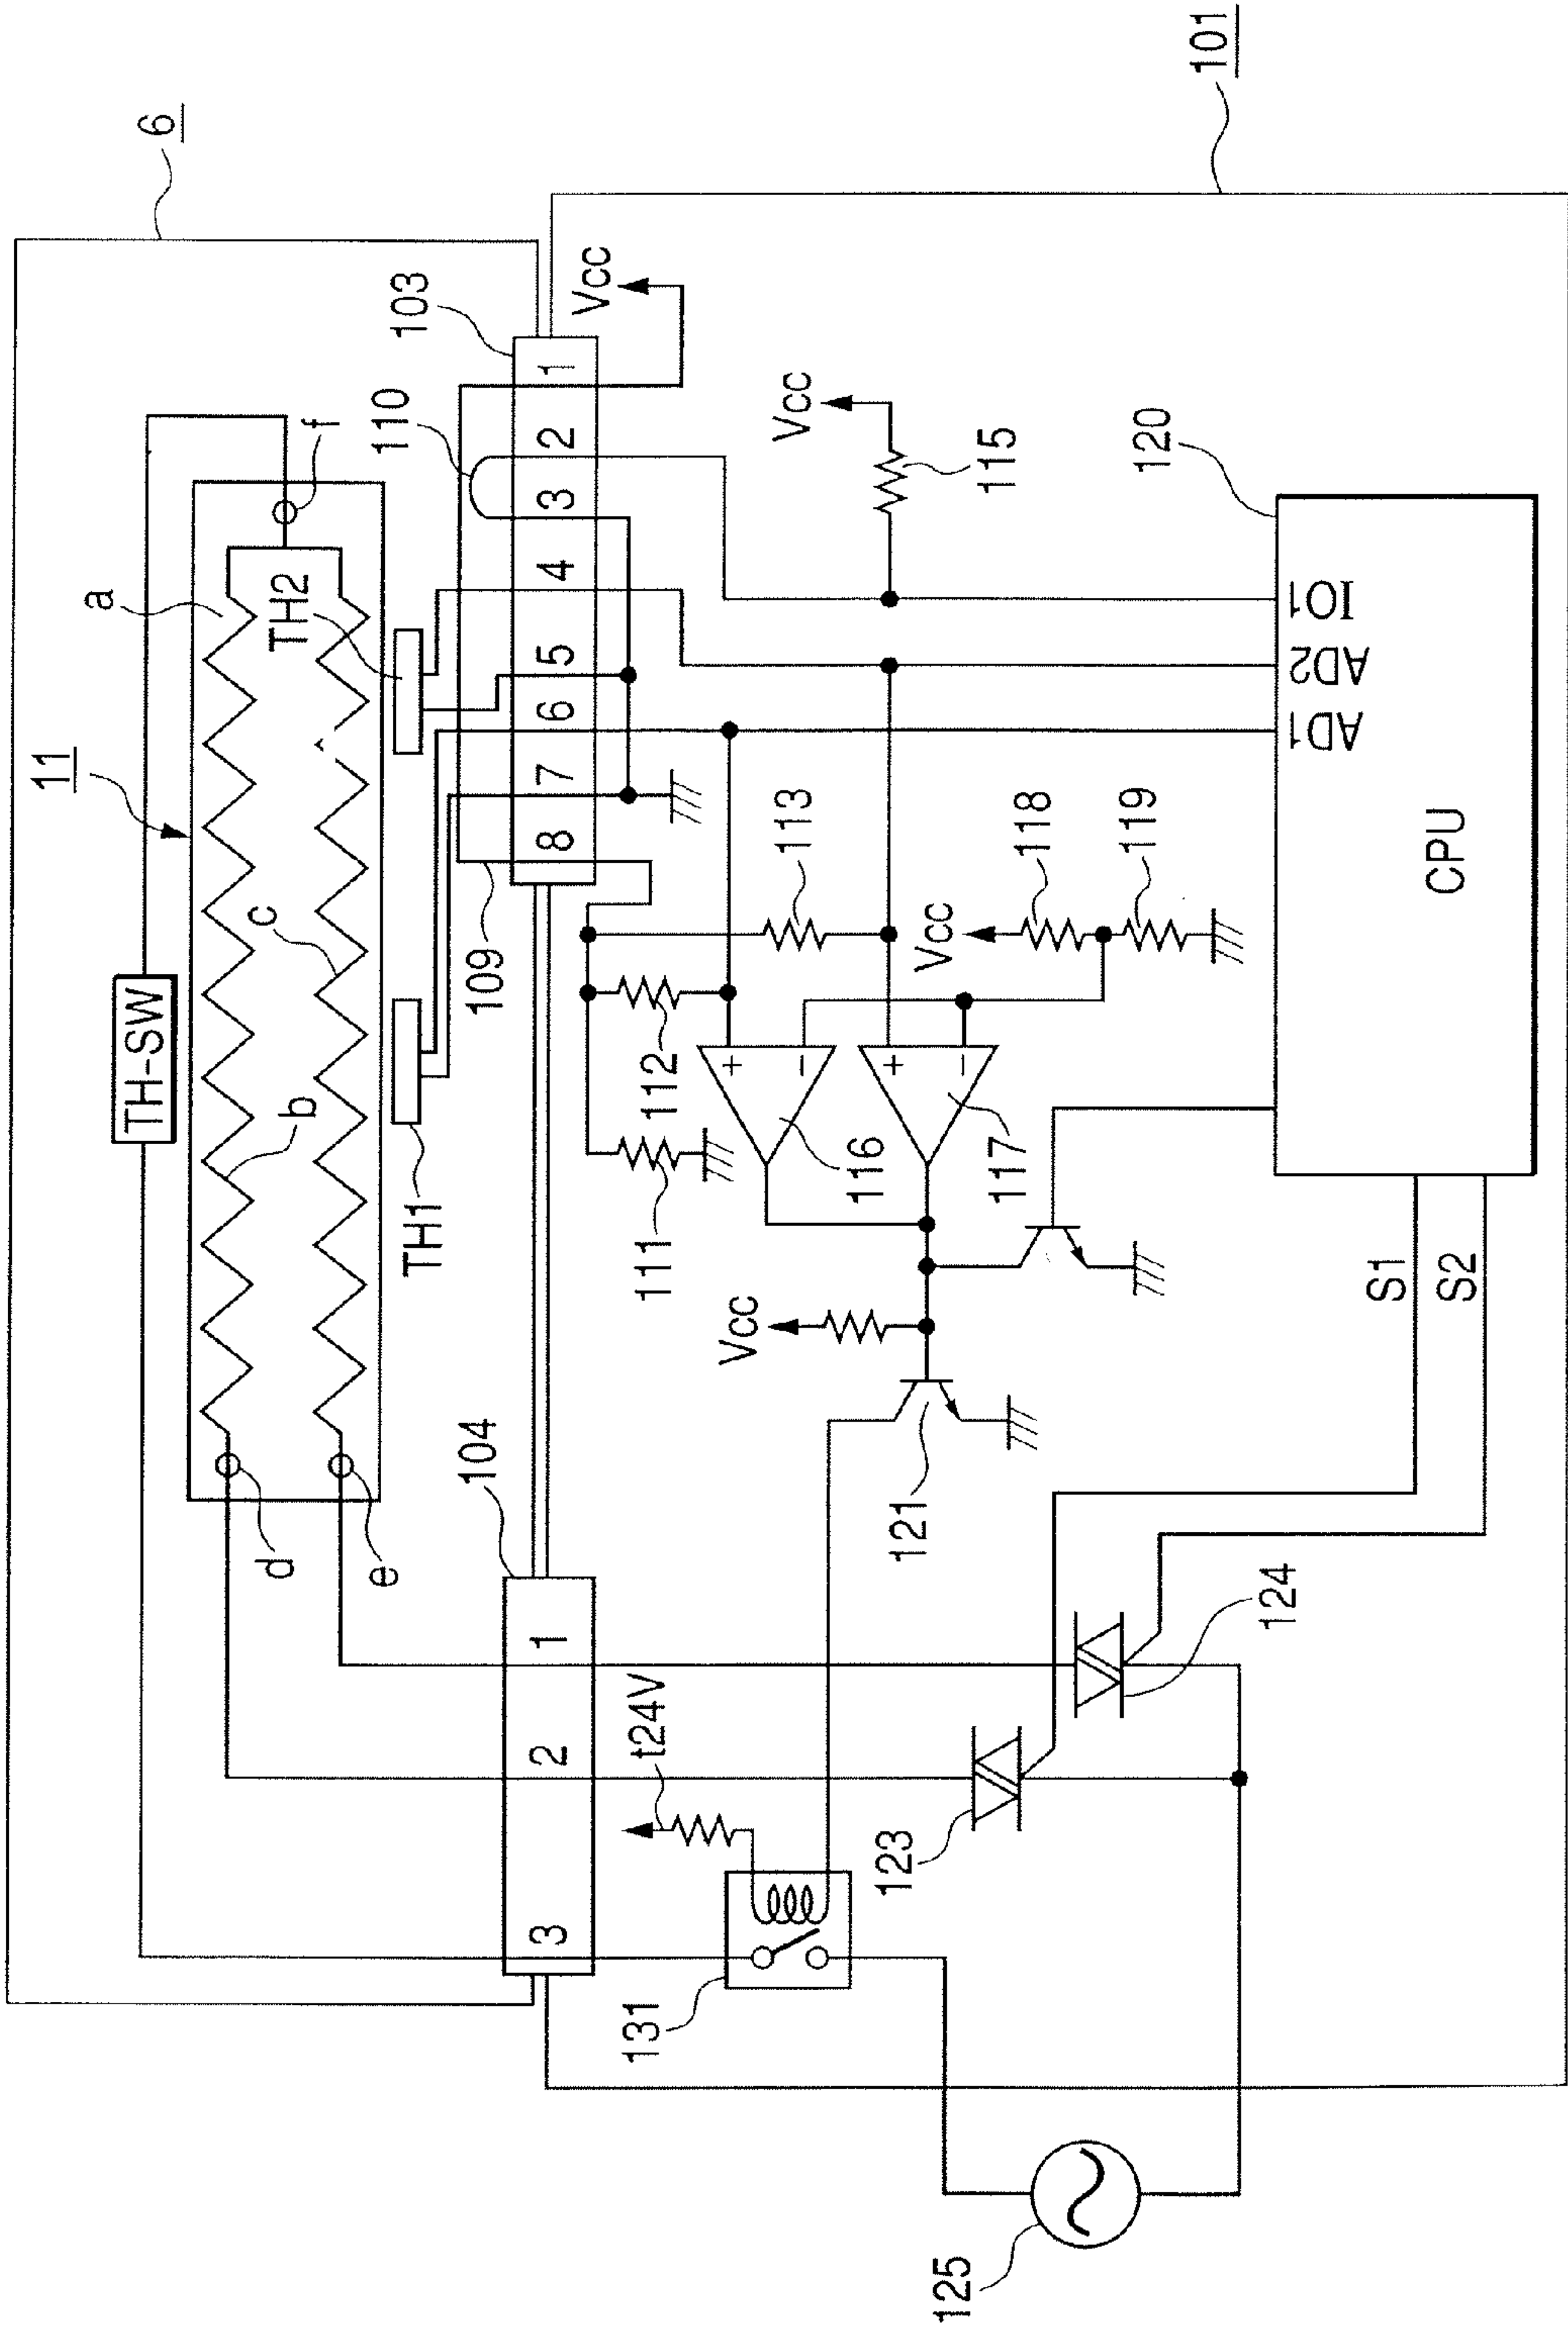 6
101
11
TH-SW
a
f
TH2
103
110
Vcc
b
c
TH1
109
1
2
3
4
5
6
7
8
d
e
104
1
2
3
t24V
131
111
112
113
Vcc
115
116
117
+
−
+
−
Vcc
118
119
Vcc
121
120
CPU
AD1
AD2
IO1
S1
S2
123
124
125